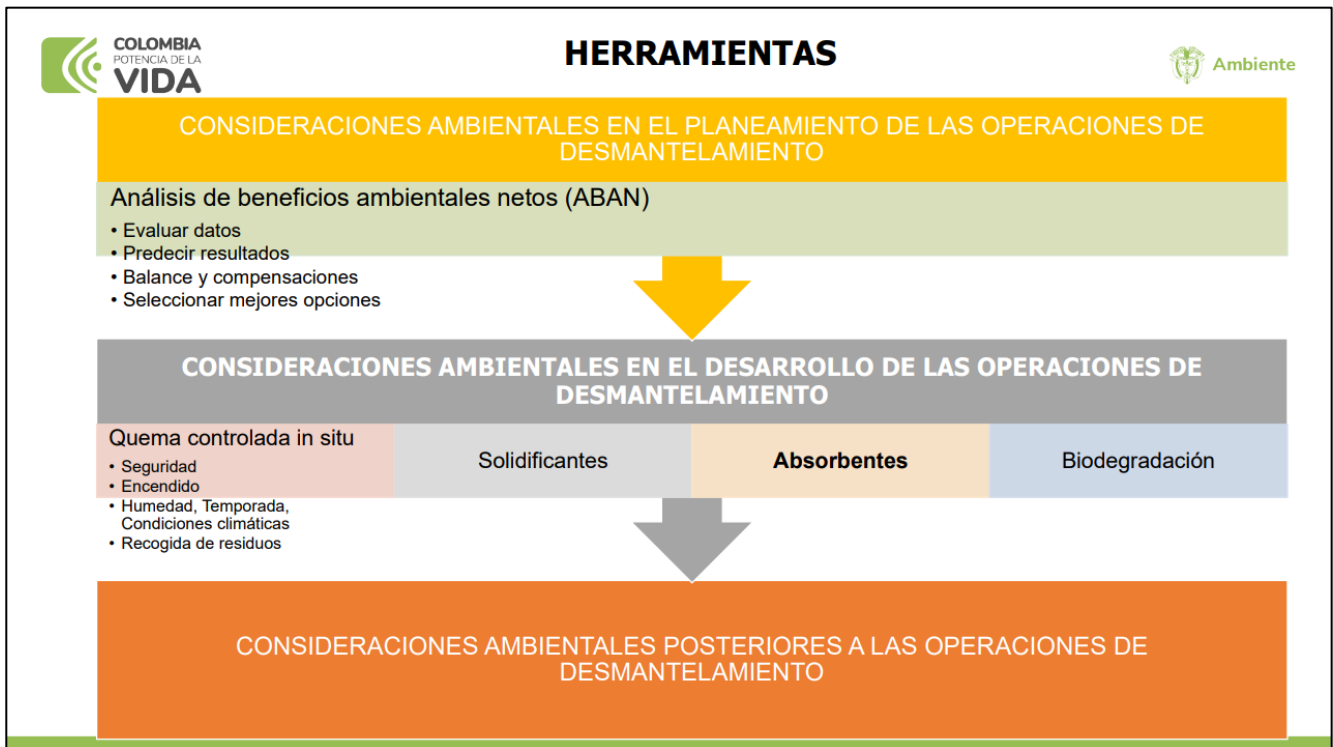 COLOMBIA
POTENCIA DE LA
VIDA
HERRAMIENTAS
Ambiente
CONSIDERACIONES AMBIENTALES EN EL PLANEAMIENTO DE LAS OPERACIONES DE
DESMANTELAMIENTO
Análisis de beneficios ambientales netos (ABAN)
• Evaluar datos
• Predecir resultados
• Balance y compensaciones
• Seleccionar mejores opciones
CONSIDERACIONES AMBIENTALES EN EL DESARROLLO DE LAS OPERACIONES DE
DESMANTELAMIENTO
Quema controlada in situ
• Seguridad
• Encendido
• Humedad, Temporada,
Condiciones climáticas
• Recogida de residuos
Solidificantes
Absorbentes
Biodegradación
CONSIDERACIONES AMBIENTALES POSTERIORES A LAS OPERACIONES DE
DESMANTELAMIENTO